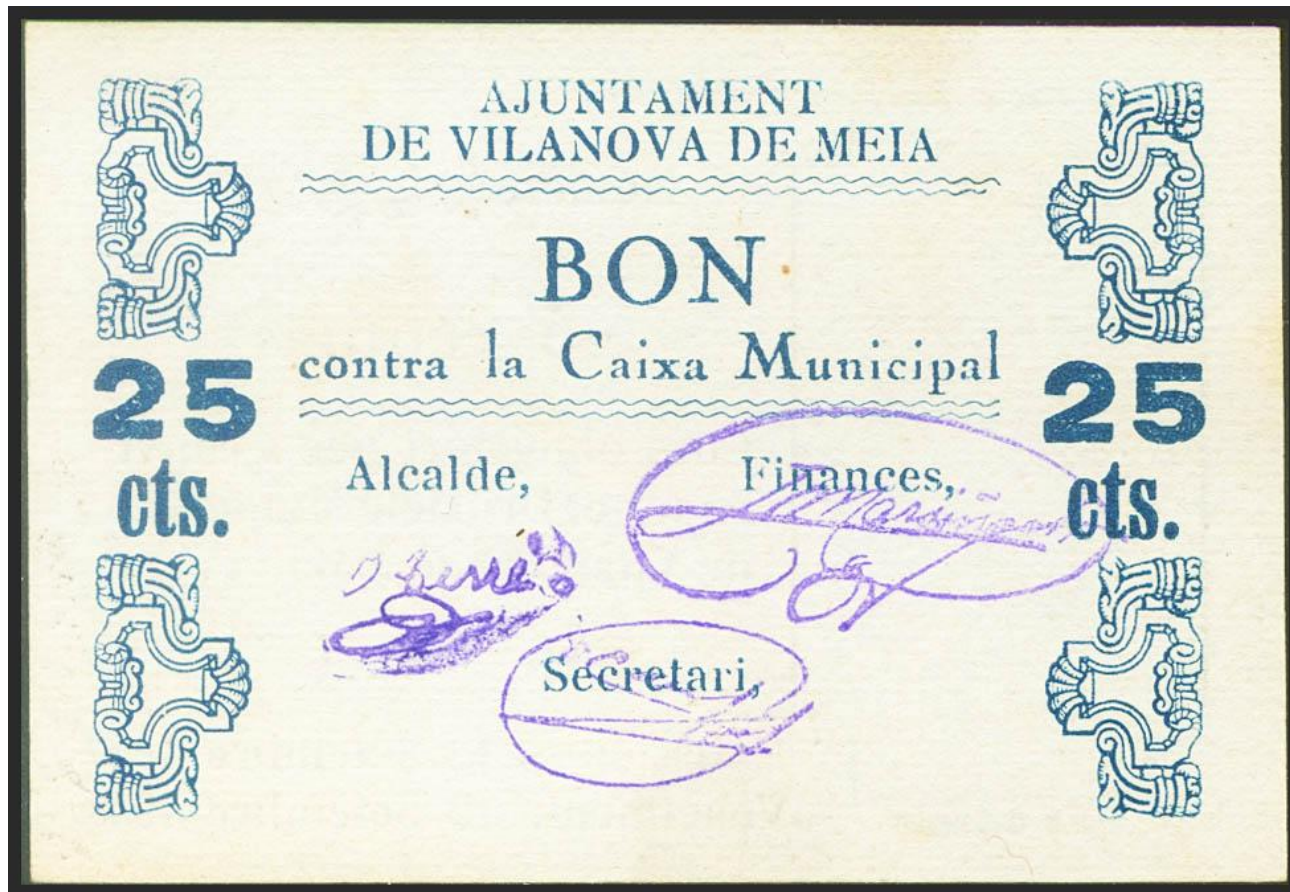 AJUNTAMENT
DE VILANOVA DE MEIA
BON
contra la Caixa Municipal
25
cts.
25
cts.
Alcalde,
Finances,
Secretari,